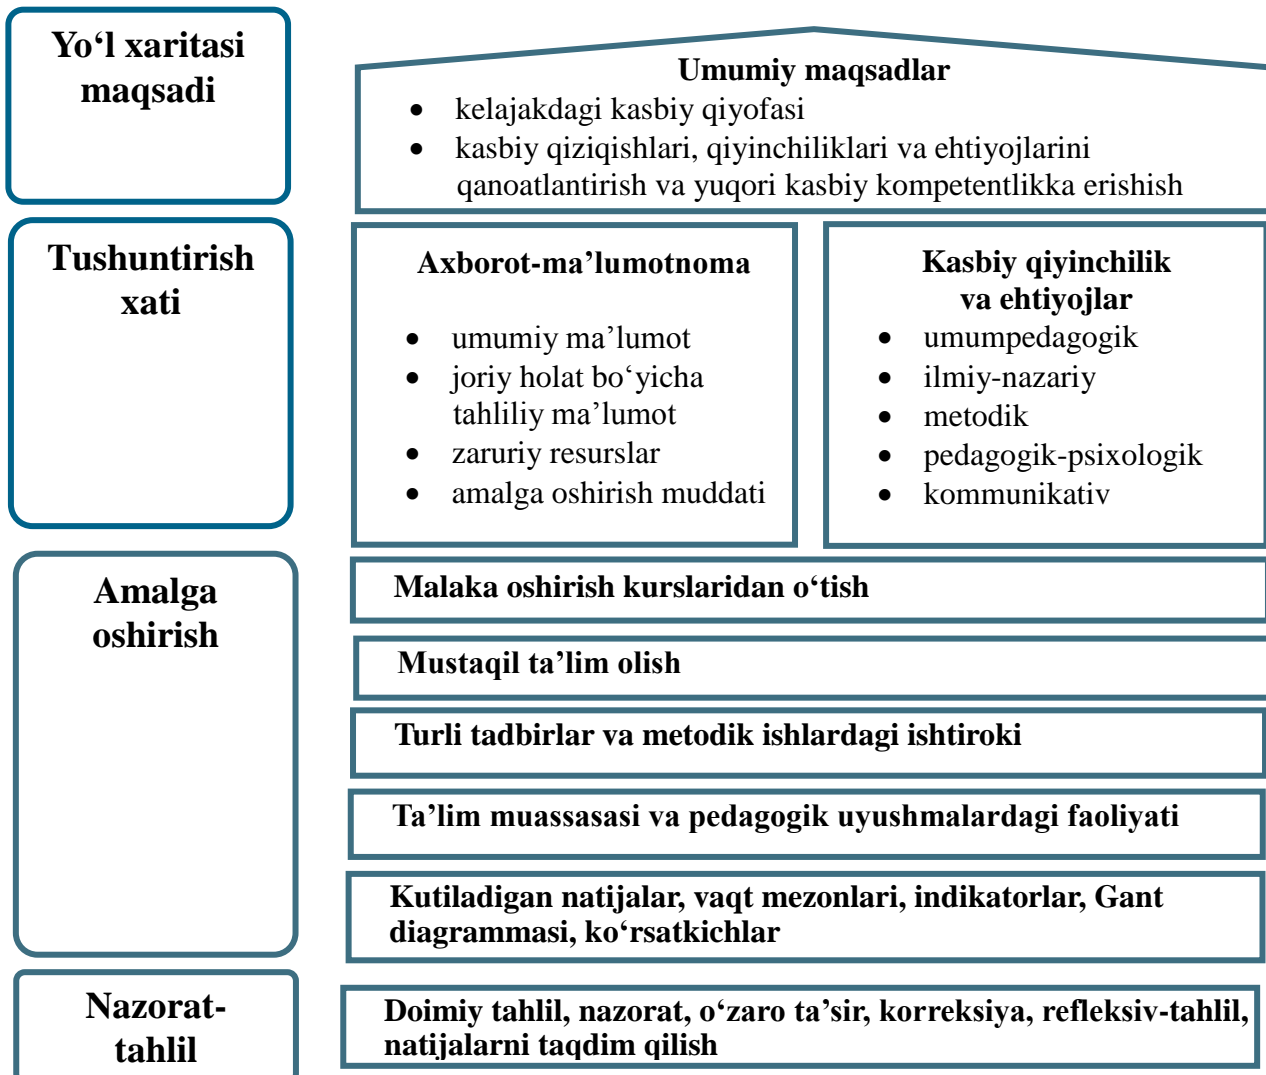 Yo‘l xaritasi
maqsadi
Umumiy maqsadlar
• kelajakdagi kasbiy qiyofasi
• kasbiy qiziqishlari, qiyinchiliklari va ehtiyojlarini
qanoatlantirish va yuqori kasbiy kompetentlikka erishish
Tushuntirish
xati
Axborot-ma’lumotnoma
• umumiy ma’lumot
• joriy holat bo‘yicha
tahliliy ma’lumot
• zaruriy resurslar
• amalga oshirish muddati
Kasbiy qiyinchilik
va ehtiyojlar
• umumpedagogik
• ilmiy-nazariy
• metodik
• pedagogik-psixologik
• kommunikativ
Amalga
oshirish
Malaka oshirish kurslaridan o‘tish
Mustaqil ta’lim olish
Turli tadbirlar va metodik ishlardagi ishtiroki
Ta’lim muassasasi va pedagogik uyushmalardagi faoliyati
Kutiladigan natijalar, vaqt mezonlari, indikatorlar, Gant
diagrammasi, ko‘rsatkichlar
Nazorat-
tahlil
Doimiy tahlil, nazorat, o‘zaro ta’sir, korreksiya, refleksiv-tahlil,
natijalarni taqdim qilish